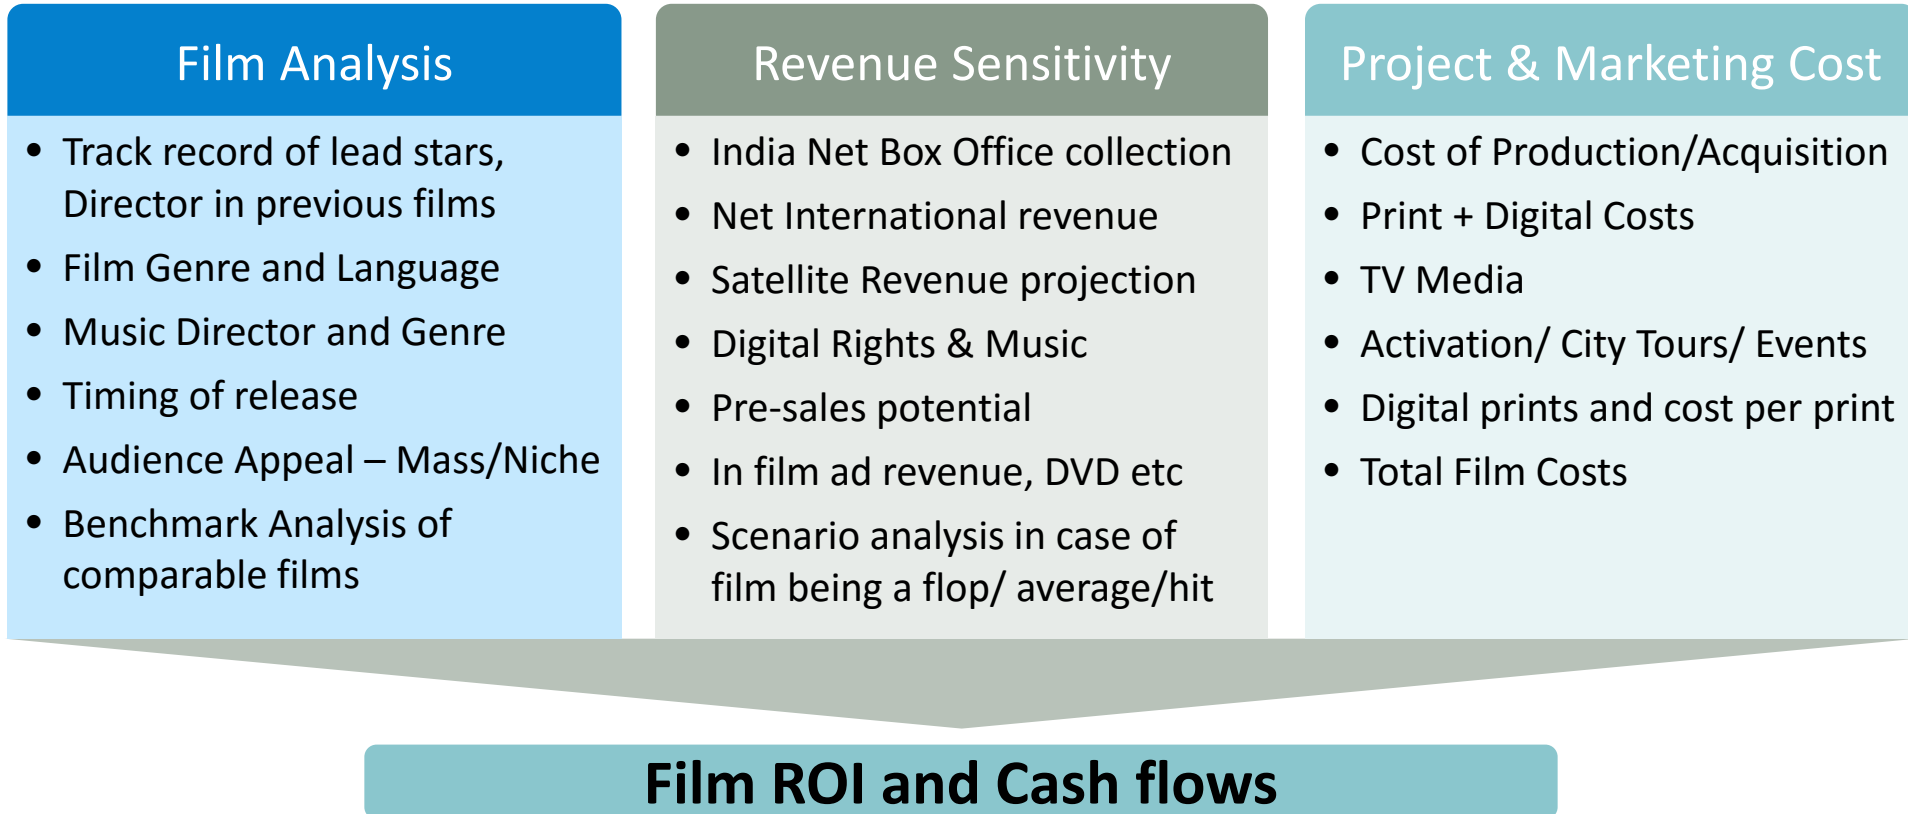 Film Analysis
• Track record of lead stars,
Director in previous films
• Film Genre and Language
• Music Director and Genre
• Timing of release
• Audience Appeal – Mass/Niche
• Benchmark Analysis of
comparable films
Revenue Sensitivity
• India Net Box Office collection
• Net International revenue
• Satellite Revenue projection
• Digital Rights & Music
• Pre-sales potential
• In film ad revenue, DVD etc
• Scenario analysis in case of
film being a flop/ average/hit
Project & Marketing Cost
• Cost of Production/Acquisition
• Print + Digital Costs
• TV Media
• Activation/ City Tours/ Events
• Digital prints and cost per print
• Total Film Costs
Film ROI and Cash flows